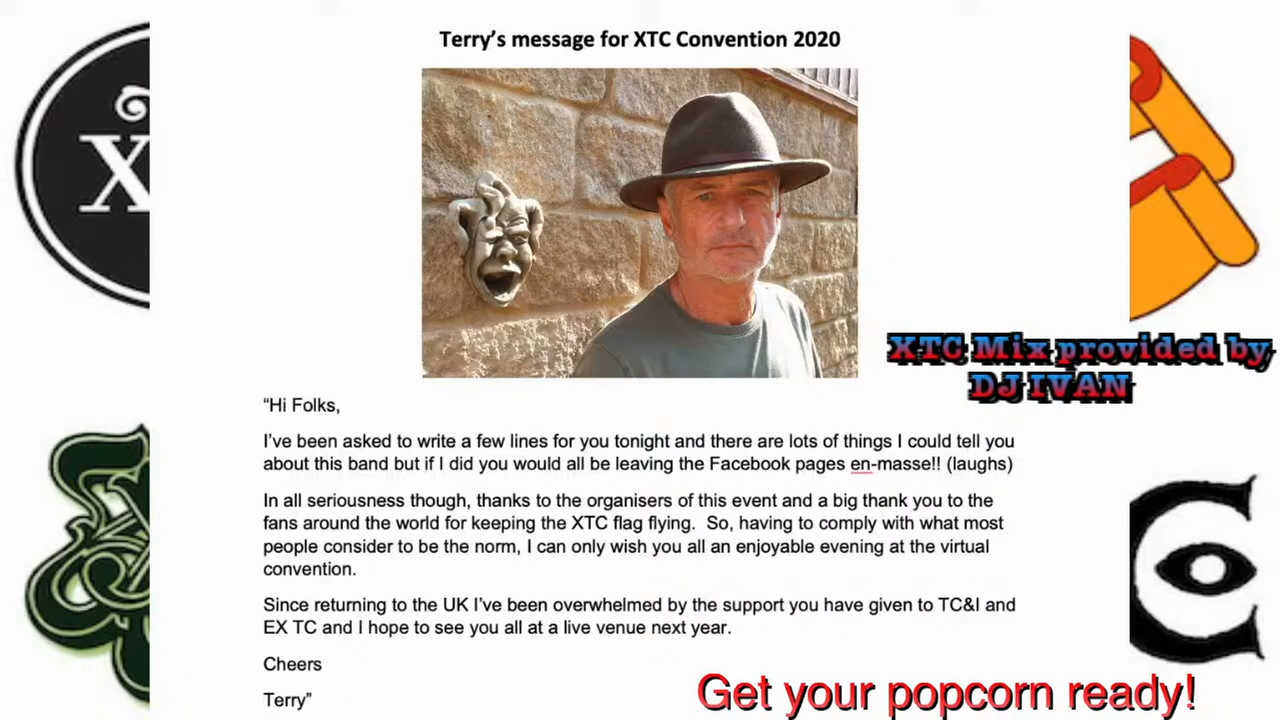 Terry's message for XTC Convention 2020
X
XTC Mix provided by
DJ IVAN
“Hi Folks,
I've been asked to write a few lines for you tonight and there are lots of things I could tell you
about this band but if I did you would all be leaving the Facebook pages en-masse!! (laughs)
In all seriousness though, thanks to the organisers of this event and a big thank you to the
fans around the world for keeping the XTC flag flying. So, having to comply with what most
people consider to be the norm, I can only wish you all an enjoyable evening at the virtual
convention.
Since returning to the UK I've been overwhelmed by the support you have given to TC&I and
EX TC and I hope to see you all at a live venue next year.
Cheers
Terry”
Get your popcorn ready!